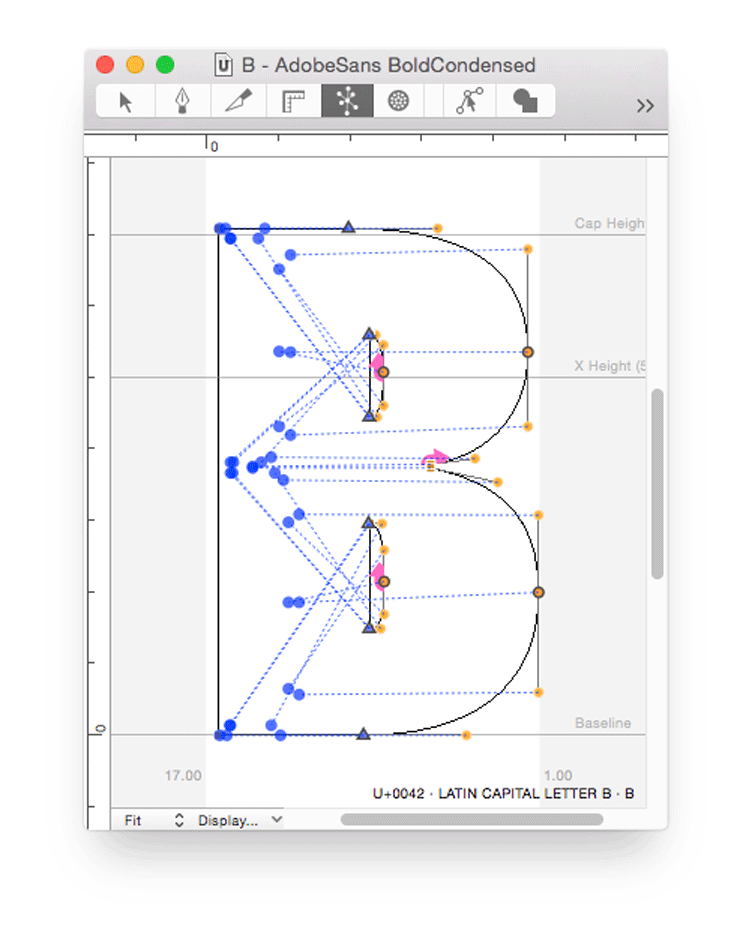 B - AdobeSans BoldCondensed
0
Cap Heigh
X Height (5
0
Baseline
17.00
1.00
U+0042 · LATIN CAPITAL LETTER B · B
Fit
Display...